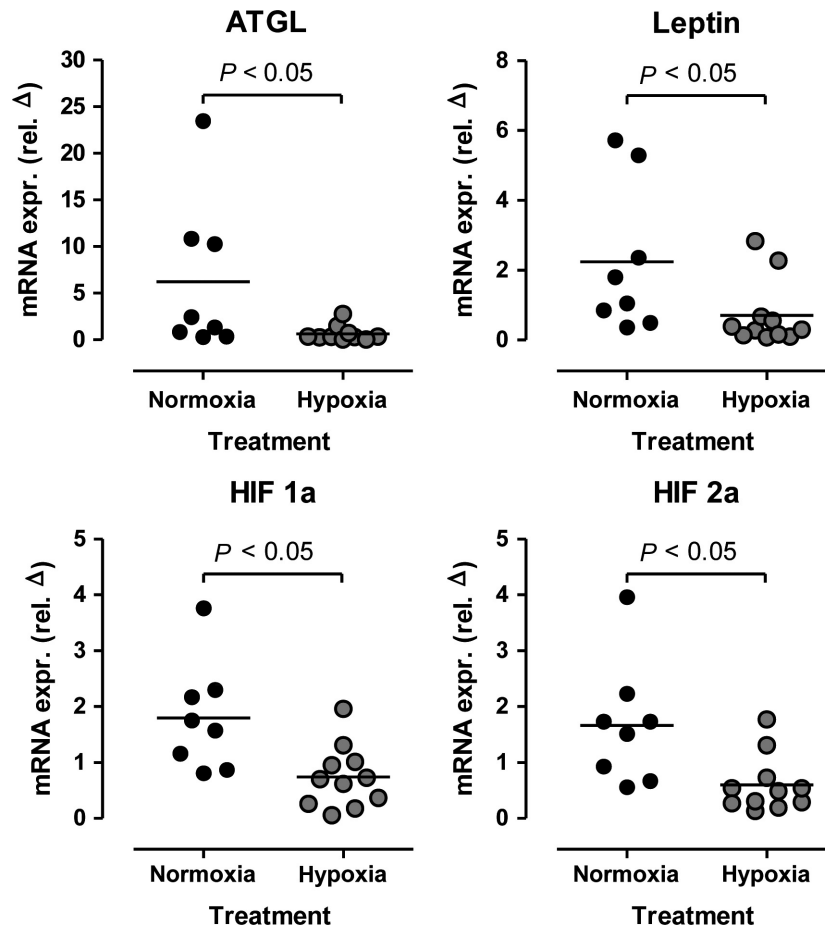 ATGL
P < 0.05
mRNA expr. (rel. Δ)
30
25
20
15
10
5
0
Normoxia Hypoxia
Treatment
Leptin
P < 0.05
mRNA expr. (rel. Δ)
8
6
4
2
0
Normoxia Hypoxia
Treatment
HIF 1a
P < 0.05
mRNA expr. (rel. Δ)
5
4
3
2
1
0
Normoxia Hypoxia
Treatment
HIF 2a
P < 0.05
mRNA expr. (rel. Δ)
5
4
3
2
1
0
Normoxia Hypoxia
Treatment